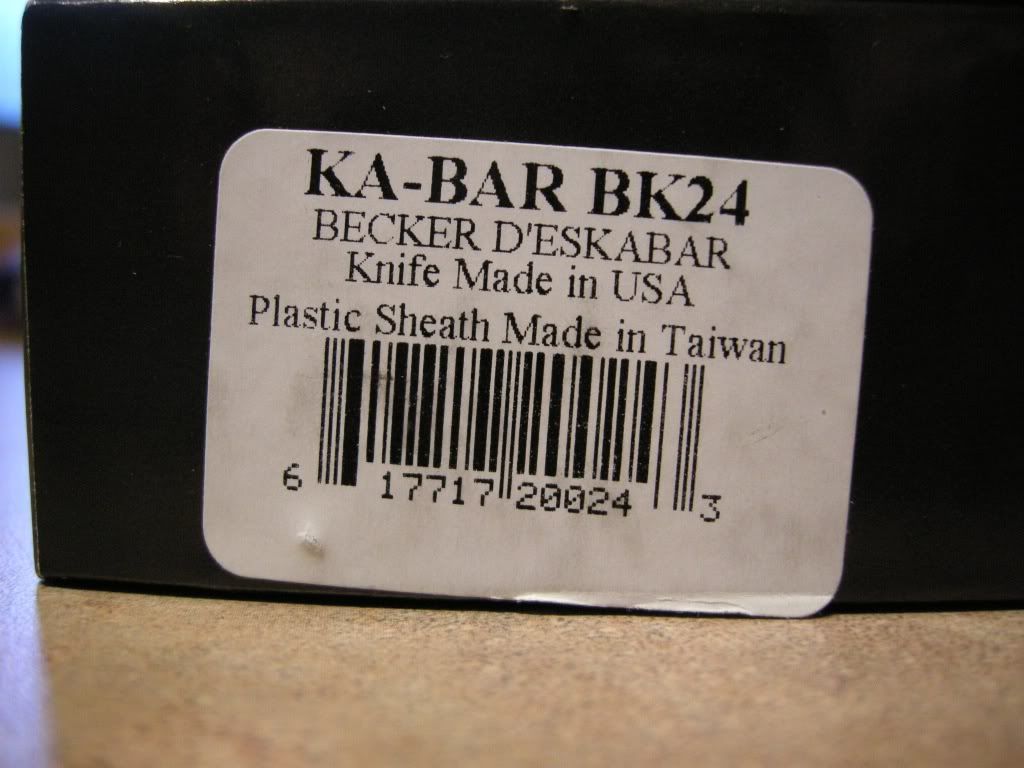 KA-BAR BK24
BECKER D'ESKABAR
Knife Made in USA
Plastic Sheath Made in Taiwan
6 17717 20024 3